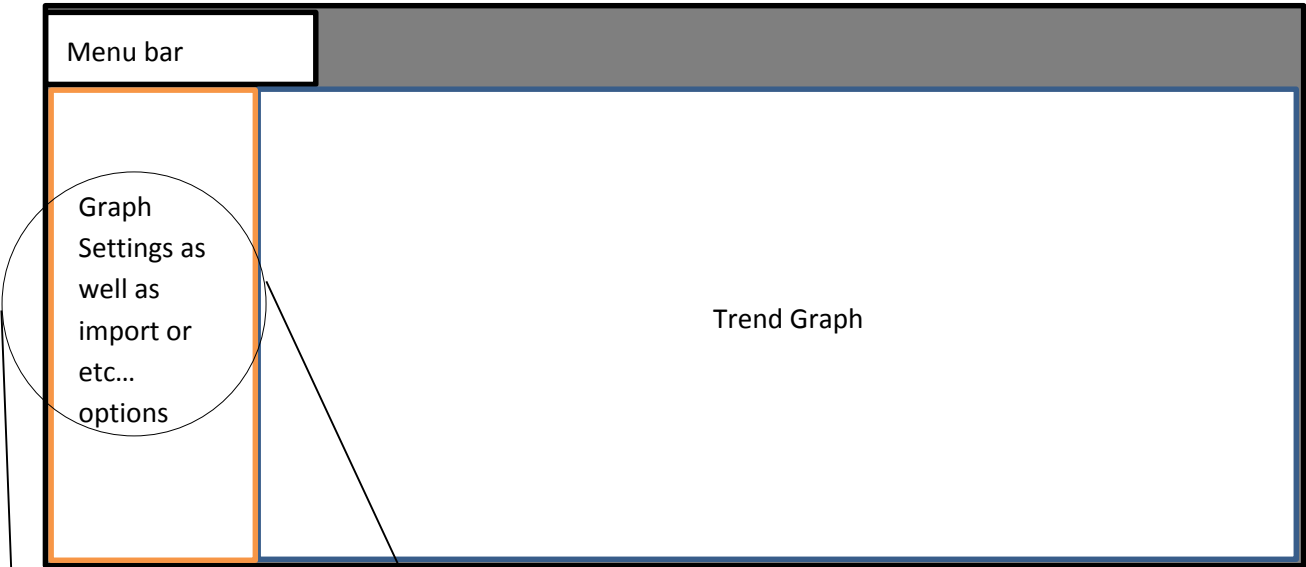 Menu bar
Graph
Settings as
well as
import or
etc…
options
Trend Graph